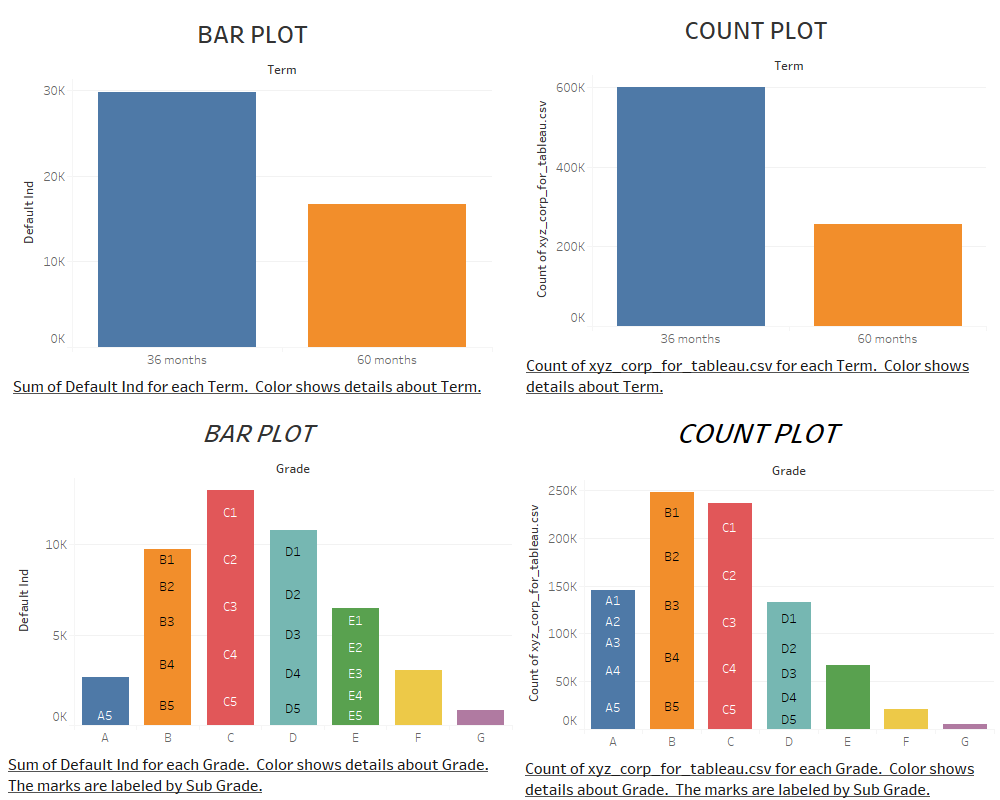 BAR PLOT
Term
30K
20K
10K
0K
Default Ind
36 months
60 months
Sum of Default Ind for each Term. Color shows details about Term.
COUNT PLOT
Term
600K
400K
200K
0K
Count of xyz_corp_for_tableau.csv
36 months
60 months
Count of xyz_corp_for_tableau.csv for each Term. Color shows
details about Term.
BAR PLOT
Grade
10K
5K
0K
Default Ind
A5
B1
B2
B3
B4
B5
C1
C2
C3
C4
C5
D1
D2
D3
D4
D5
E1
E2
E3
E4
E5
A B C D E F G
Sum of Default Ind for each Grade. Color shows details about Grade.
The marks are labeled by Sub Grade.
COUNT PLOT
Grade
250K
200K
150K
100K
50K
0K
Count of xyz_corp_for_tableau.csv
A1
A2
A3
A4
A5
B1
B2
B3
B4
B5
C1
C2
C3
C4
C5
D1
D2
D3
D4
D5
A B C D E F G
Count of xyz_corp_for_tableau.csv for each Grade. Color shows
details about Grade. The marks are labeled by Sub Grade.